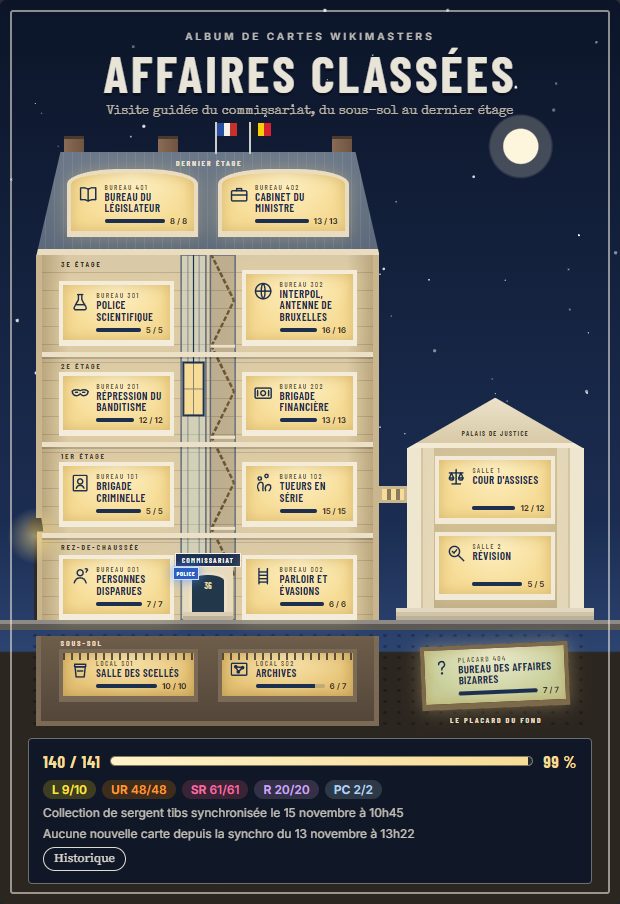 ALBUM DE CARTES WIKIMASTERS
AFFAIRES CLASSÉES
Visite guidée du commissariat, du sous-sol au dernier étage
DERNIER ÉTAGE
BUREAU 401
BUREAU DU
LÉGISLATEUR
8 / 8
BUREAU 402
CABINET DU
MINISTRE
13 / 13
3E ÉTAGE
BUREAU 301
POLICE
SCIENTIFIQUE
5 / 5
BUREAU 302
INTERPOL,
ANTENNE DE
BRUXELLES
16 / 16
2E ÉTAGE
BUREAU 201
RÉPRESSION DU
BANDITISME
12 / 12
BUREAU 202
BRIGADE
FINANCIÈRE
13 / 13
1ER ÉTAGE
BUREAU 101
BRIGADE
CRIMINELLE
5 / 5
BUREAU 102
TUEURS EN
SÉRIE
15 / 15
REZ-DE-CHAUSSÉE
BUREAU 001
PERSONNES
DISPARUES
7 / 7
COMMISSARIAT
POLICE
36
BUREAU 002
PARLOIR ET
ÉVASIONS
6 / 6
PALAIS DE JUSTICE
SALLE 1
COUR D'ASSISES
12 / 12
SALLE 2
RÉVISION
5 / 5
SOUS-SOL
LOCAL S01
SALLE DES SCELLÉS
10 / 10
LOCAL S02
ARCHIVES
6 / 7
PLACARD 404
?
BUREAU DES AFFAIRES
BIZARRES
7 / 7
LE PLACARD DU FOND
140 / 141
99 %
L 9/10
UR 48/48
SR 61/61
R 20/20
PC 2/2
Collection de sergent tibs synchronisée le 15 novembre à 10h45
Aucune nouvelle carte depuis la synchro du 13 novembre à 13h22
Historique